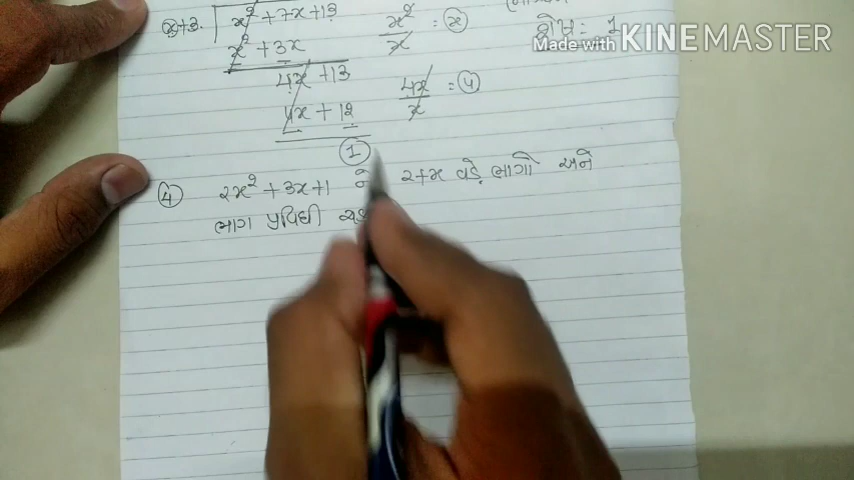 x+3. x² + 7x + 13 x²/x = x
x² + 3x
4x + 13 4x/x = 4
4x + 12
1
શેષ: 1
Made with KINEMASTER
4 2x² + 3x + 1 ને 2+x વડે ભાગો અને
ભાગ પ્રવિધી